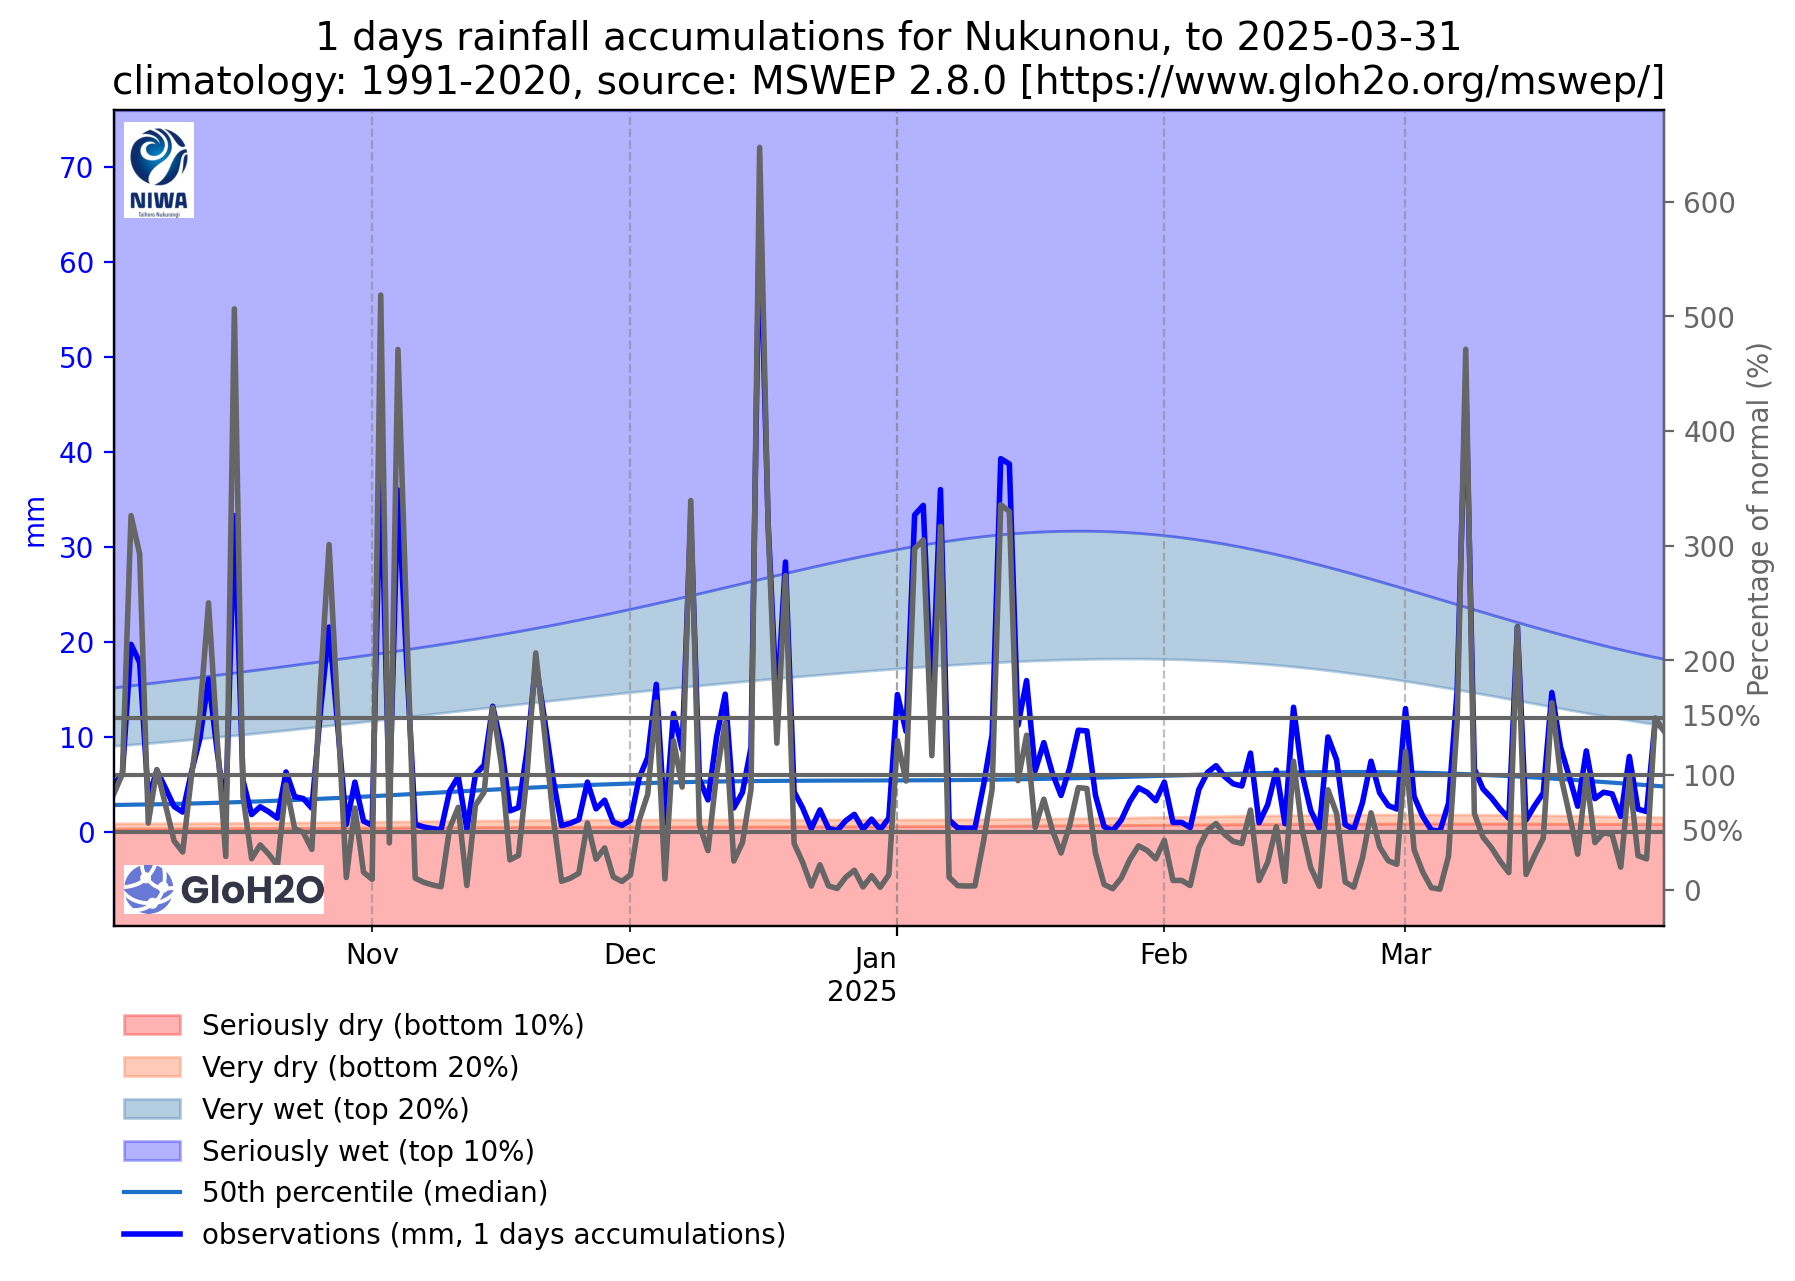 1 days rainfall accumulations for Nukunonu, to 2025-03-31
climatology: 1991-2020, source: MSWEP 2.8.0 [https://www.gloh2o.org/mswep/]
NIWA
Taihoro Nukurangi
70
60
50
40
30
20
10
0
mm
600
500
400
300
200
150%
100
50%
0
Percentage of normal (%)
GloH2O
Nov
Dec
Jan
2025
Feb
Mar
Seriously dry (bottom 10%)
Very dry (bottom 20%)
Very wet (top 20%)
Seriously wet (top 10%)
50th percentile (median)
observations (mm, 1 days accumulations)